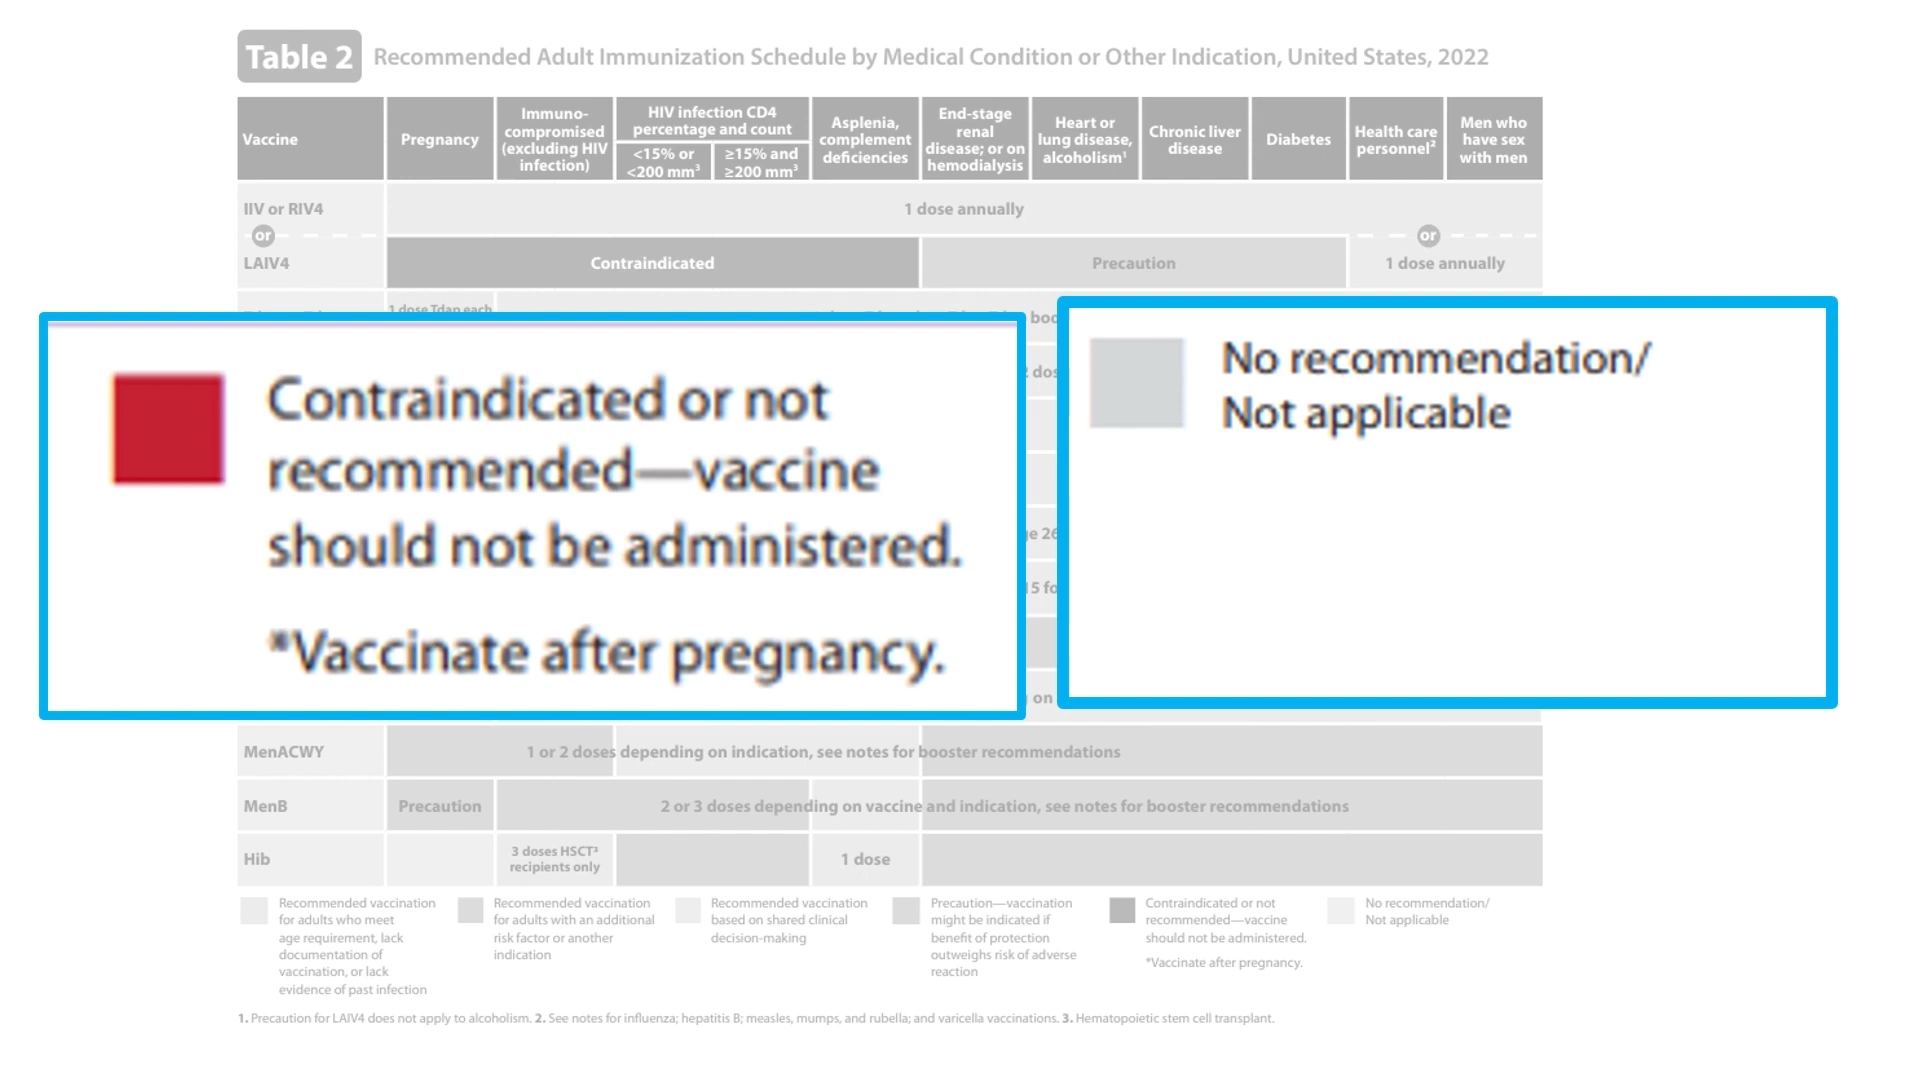 Table 2 Recommended Adult Immunization Schedule by Medical Condition or Other Indication, United States, 2022
Vaccine
Pregnancy
Immuno-
compromised
(excluding HIV
infection)
HIV infection CD4
percentage and count
<15% or
<200 mm³
≥15% and
≥200 mm³
Asplenia,
complement
deficiencies
End-stage
renal
disease; or on
hemodialysis
Heart or
lung disease,
alcoholism¹
Chronic liver
disease
Diabetes
Health care
personnel²
Men who
have sex
with men
IIV or RIV4
1 dose annually
or
or
LAIV4
Contraindicated
Precaution
1 dose annually
1 dose Tdap each
Contraindicated or not
recommended—vaccine
should not be administered.
*Vaccinate after pregnancy.
No recommendation/
Not applicable
on
MenACWY
1 or 2 doses depending on indication, see notes for booster recommendations
MenB
Precaution
2 or 3 doses depending on vaccine and indication, see notes for booster recommendations
Hib
3 doses HSCT³
recipients only
1 dose
Recommended vaccination
for adults who meet
age requirement, lack
documentation of
vaccination, or lack
evidence of past infection
Recommended vaccination
for adults with an additional
risk factor or another
indication
Recommended vaccination
based on shared clinical
decision-making
Precaution—vaccination
might be indicated if
benefit of protection
outweighs risk of adverse
reaction
Contraindicated or not
recommended—vaccine
should not be administered.
*Vaccinate after pregnancy.
No recommendation/
Not applicable
1. Precaution for LAIV4 does not apply to alcoholism. 2. See notes for influenza; hepatitis B; measles, mumps, and rubella; and varicella vaccinations. 3. Hematopoietic stem cell transplant.